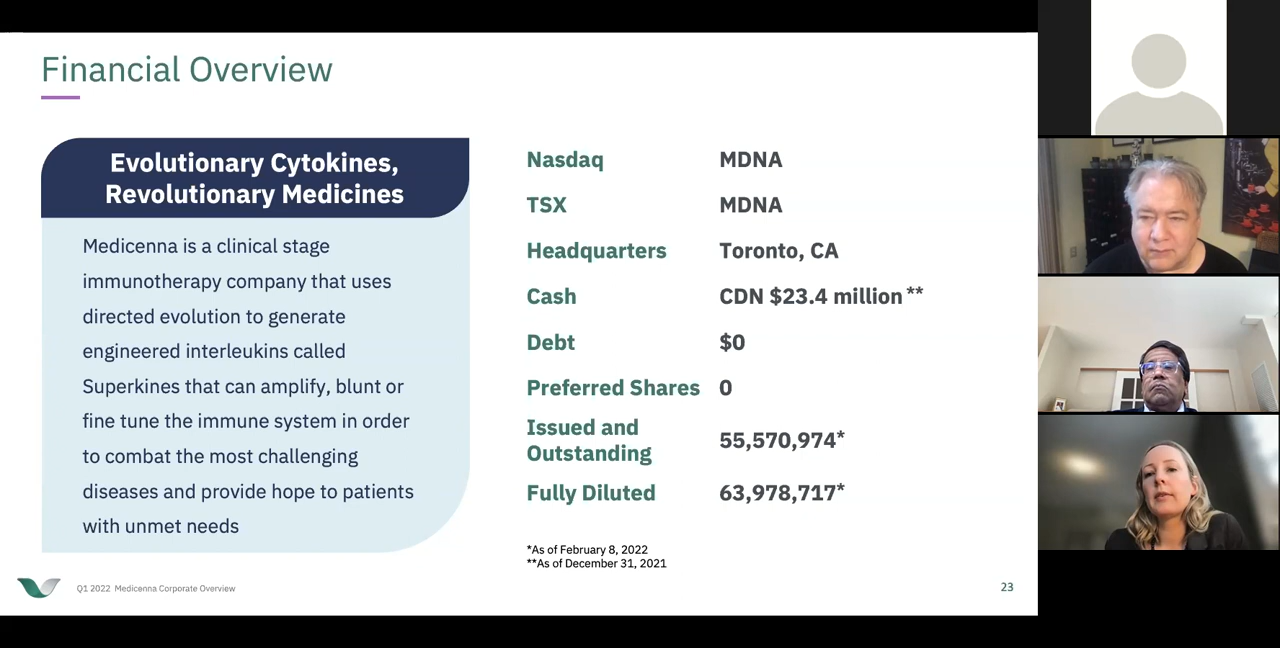 Financial Overview
Evolutionary Cytokines,
Revolutionary Medicines
Medicenna is a clinical stage
immunotherapy company that uses
directed evolution to generate
engineered interleukins called
Superkines that can amplify, blunt or
fine tune the immune system in order
to combat the most challenging
diseases and provide hope to patients
with unmet needs
Nasdaq MDNA
TSX MDNA
Headquarters Toronto, CA
Cash CDN $23.4 million**
Debt $0
Preferred Shares 0
Issued and
Outstanding 55,570,974*
Fully Diluted 63,978,717*
*As of February 8, 2022
**As of December 31, 2021
Q1 2022 Medicenna Corporate Overview
23